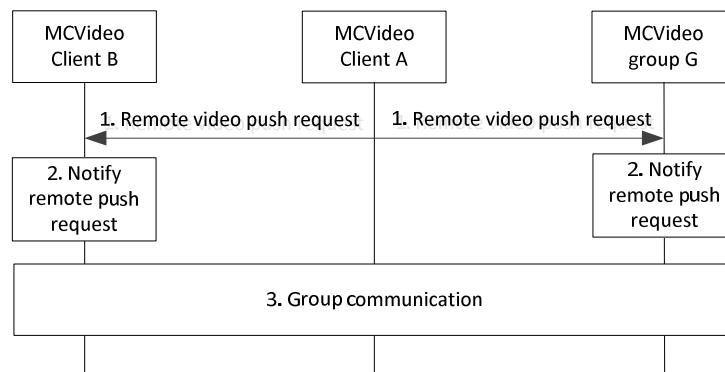 MCVideo
Client B
MCVideo
Client A
MCVideo
group G
1. Remote video push request
1. Remote video push request
2. Notify
remote push
request
2. Notify
remote push
request
3. Group communication